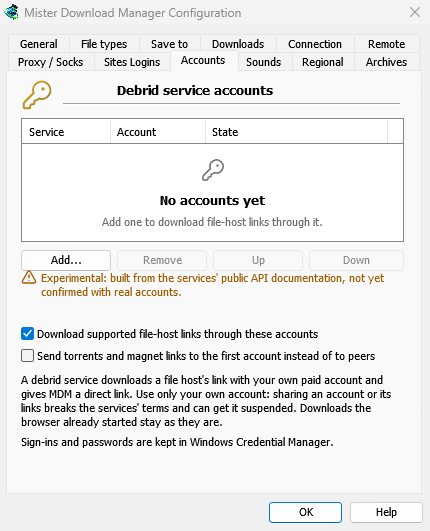 Mister Download Manager Configuration
General
File types
Save to
Downloads
Connection
Remote
Proxy / Socks
Sites Logins
Accounts
Sounds
Regional
Archives
Debrid service accounts
Service
Account
State
No accounts yet
Add one to download file-host links through it.
Add...
Remove
Up
Down
Experimental: built from the services' public API documentation, not yet
confirmed with real accounts.
Download supported file-host links through these accounts
Send torrents and magnet links to the first account instead of to peers
A debrid service downloads a file host's link with your own paid account and
gives MDM a direct link. Use only your own account: sharing an account or its
links breaks the services' terms and can get it suspended. Downloads the
browser already started stay as they are.
Sign-ins and passwords are kept in Windows Credential Manager.
OK
Help